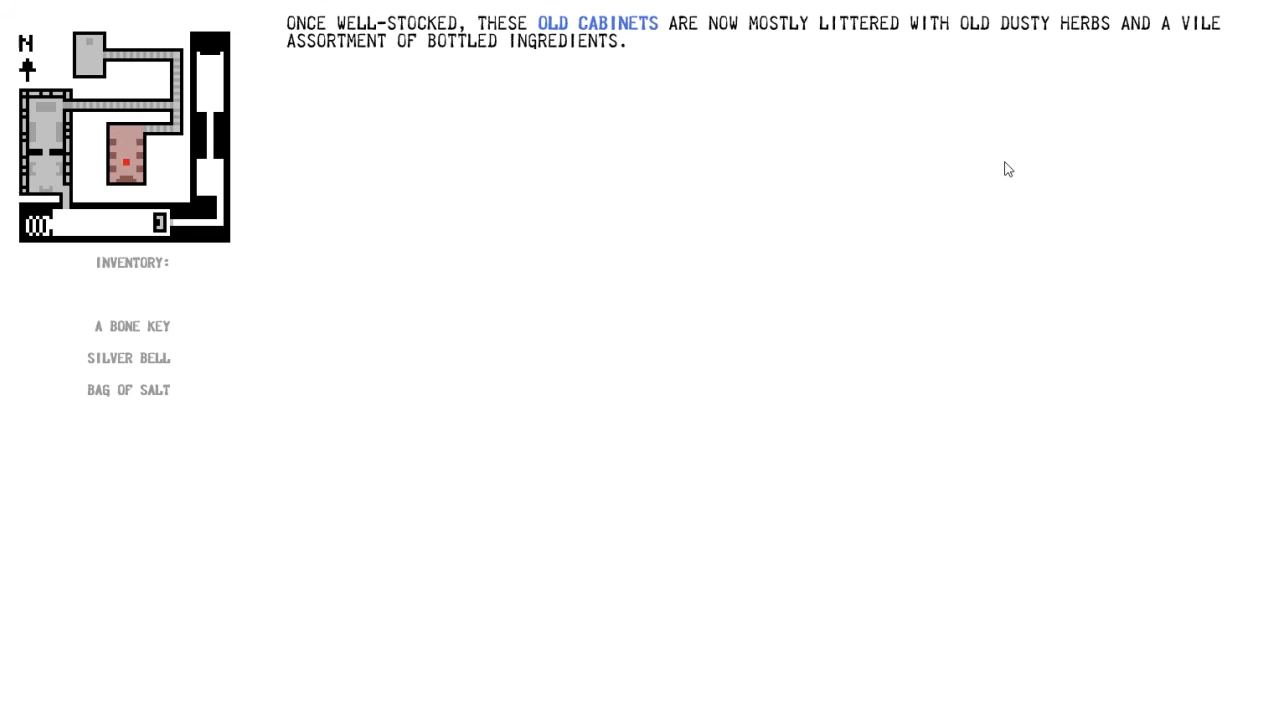 ONCE WELL-STOCKED, THESE OLD CABINETS ARE NOW MOSTLY LITTERED WITH OLD DUSTY HERBS AND A VILE
ASSORTMENT OF BOTTLED INGREDIENTS.
N
INVENTORY:
A BONE KEY
SILVER BELL
BAG OF SALT